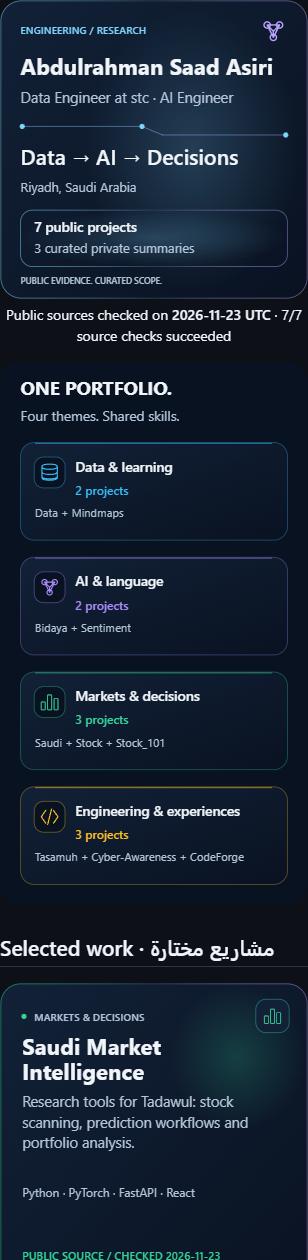 ENGINEERING / RESEARCH
Abdulrahman Saad Asiri
Data Engineer at stc · AI Engineer
Data → AI → Decisions
Riyadh, Saudi Arabia
7 public projects
3 curated private summaries
PUBLIC EVIDENCE. CURATED SCOPE.
Public sources checked on 2026-11-23 UTC · 7/7
source checks succeeded
ONE PORTFOLIO.
Four themes. Shared skills.
Data & learning
2 projects
Data + Mindmaps
AI & language
2 projects
Bidaya + Sentiment
Markets & decisions
3 projects
Saudi + Stock + Stock_101
Engineering & experiences
3 projects
Tasamuh + Cyber-Awareness + CodeForge
Selected work · مشاريع مختارة
MARKETS & DECISIONS
Saudi Market
Intelligence
Research tools for Tadawul: stock
scanning, prediction workflows and
portfolio analysis.
Python · PyTorch · FastAPI · React
PUBLIC SOURCE / CHECKED 2026-11-23